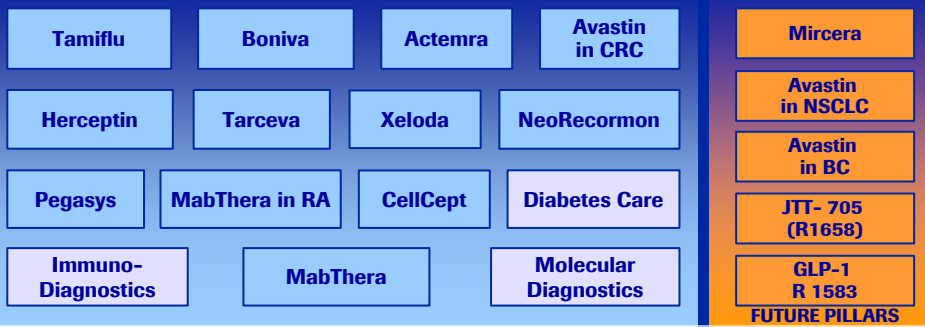 Tamiflu
Boniva
Actemra
Avastin
in CRC
Herceptin
Tarceva
Xeloda
NeoRecormon
Pegasys
MabThera in RA
CellCept
Diabetes Care
Immuno-
Diagnostics
MabThera
Molecular
Diagnostics
Mircera
Avastin
in NSCLC
Avastin
in BC
JTT- 705
(R1658)
GLP-1
R 1583
FUTURE PILLARS